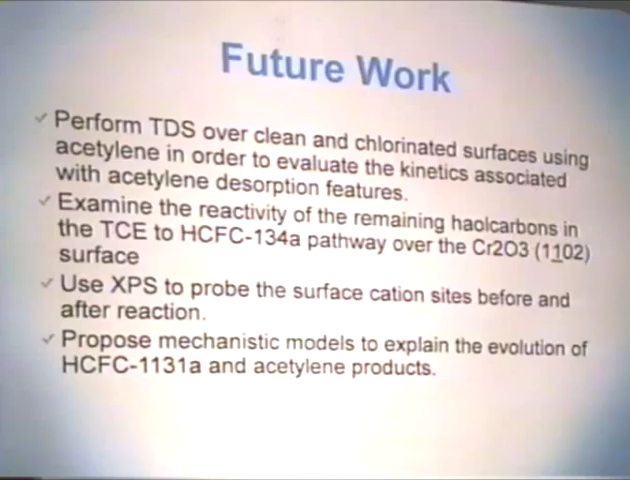 Future Work
Perform TDS over clean and chlorinated surfaces using
acetylene in order to evaluate the kinetics associated
with acetylene desorption features.
Examine the reactivity of the remaining haolcarbons in
the TCE to HCFC-134a pathway over the Cr2O3 (1102)
surface
Use XPS to probe the surface cation sites before and
after reaction.
Propose mechanistic models to explain the evolution of
HCFC-1131a and acetylene products.